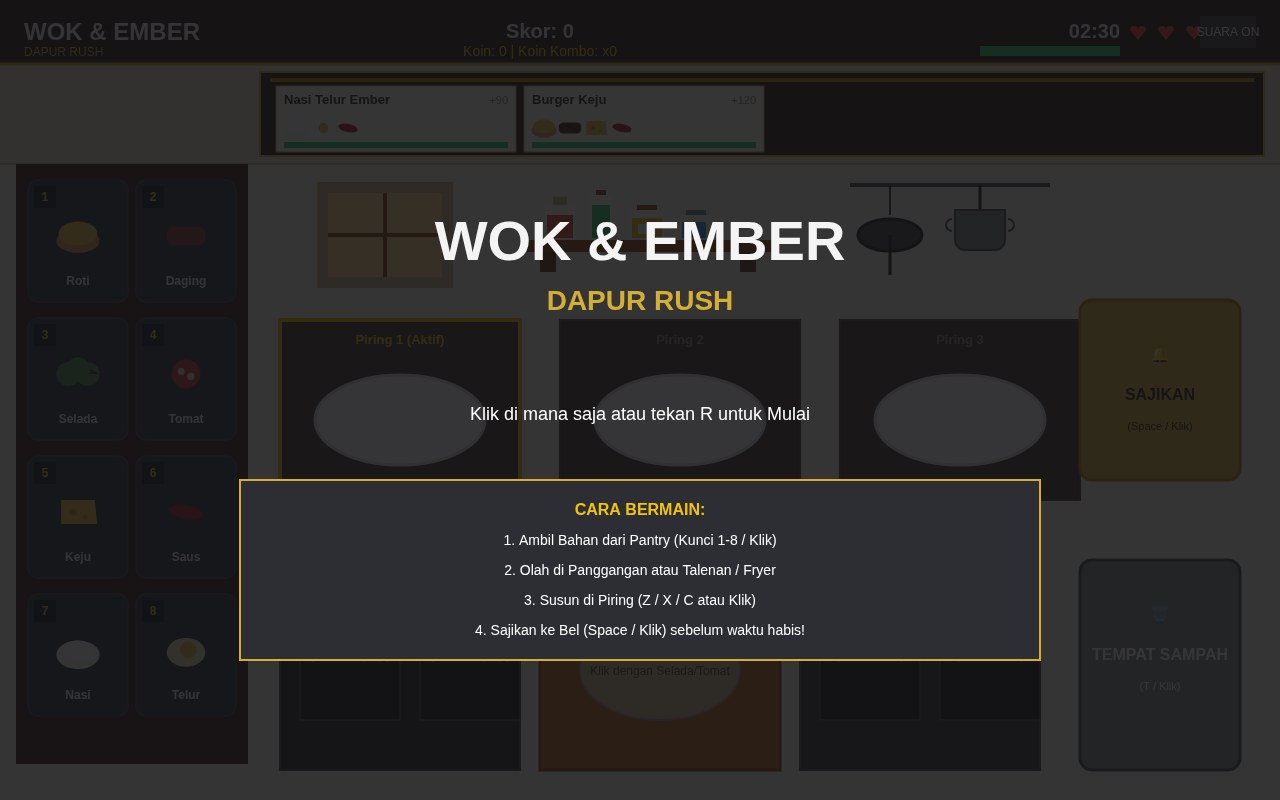 WOK & EMBER
DAPUR RUSH
Skor: 0
Koin: 0 | Koin Kombo: x0
02:30
SUARA ON
Nasi Telur Ember
+90
Burger Keju
+120
1
Roti
2
Daging
3
Selada
4
Tomat
5
Keju
6
Saus
7
Nasi
8
Telur
WOK & EMBER
DAPUR RUSH
Piring 1 (Aktif)
Piring 2
Piring 3
Klik di mana saja atau tekan R untuk Mulai
SAJIKAN
(Space / Klik)
CARA BERMAIN:
1. Ambil Bahan dari Pantry (Kunci 1-8 / Klik)
2. Olah di Panggangan atau Talenan / Fryer
3. Susun di Piring (Z / X / C atau Klik)
4. Sajikan ke Bel (Space / Klik) sebelum waktu habis!
Klik dengan Selada/Tomat
TEMPAT SAMPAH
(T / Klik)